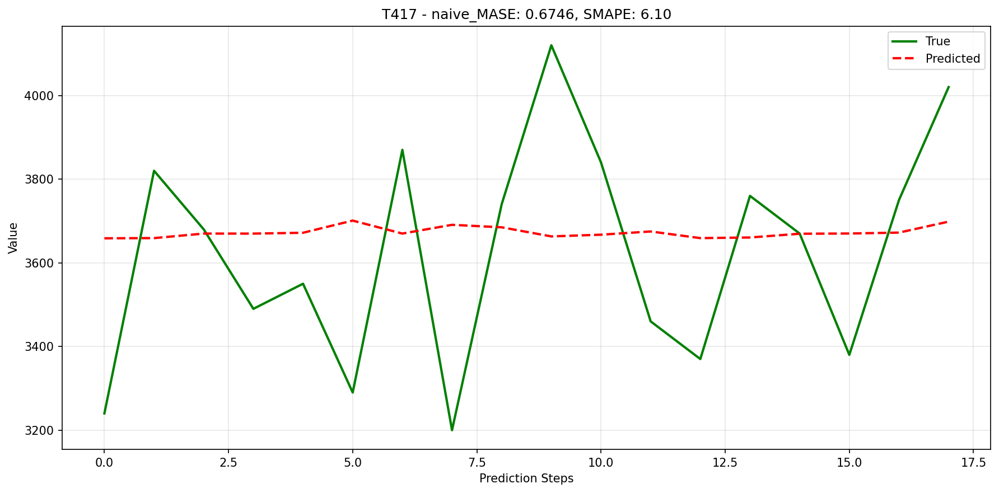 T417 - naive_MASE: 0.6746, SMAPE: 6.10
True
Predicted
4000
3800
3600
3400
3200
Value
0.0 2.5 5.0 7.5 10.0 12.5 15.0 17.5
Prediction Steps